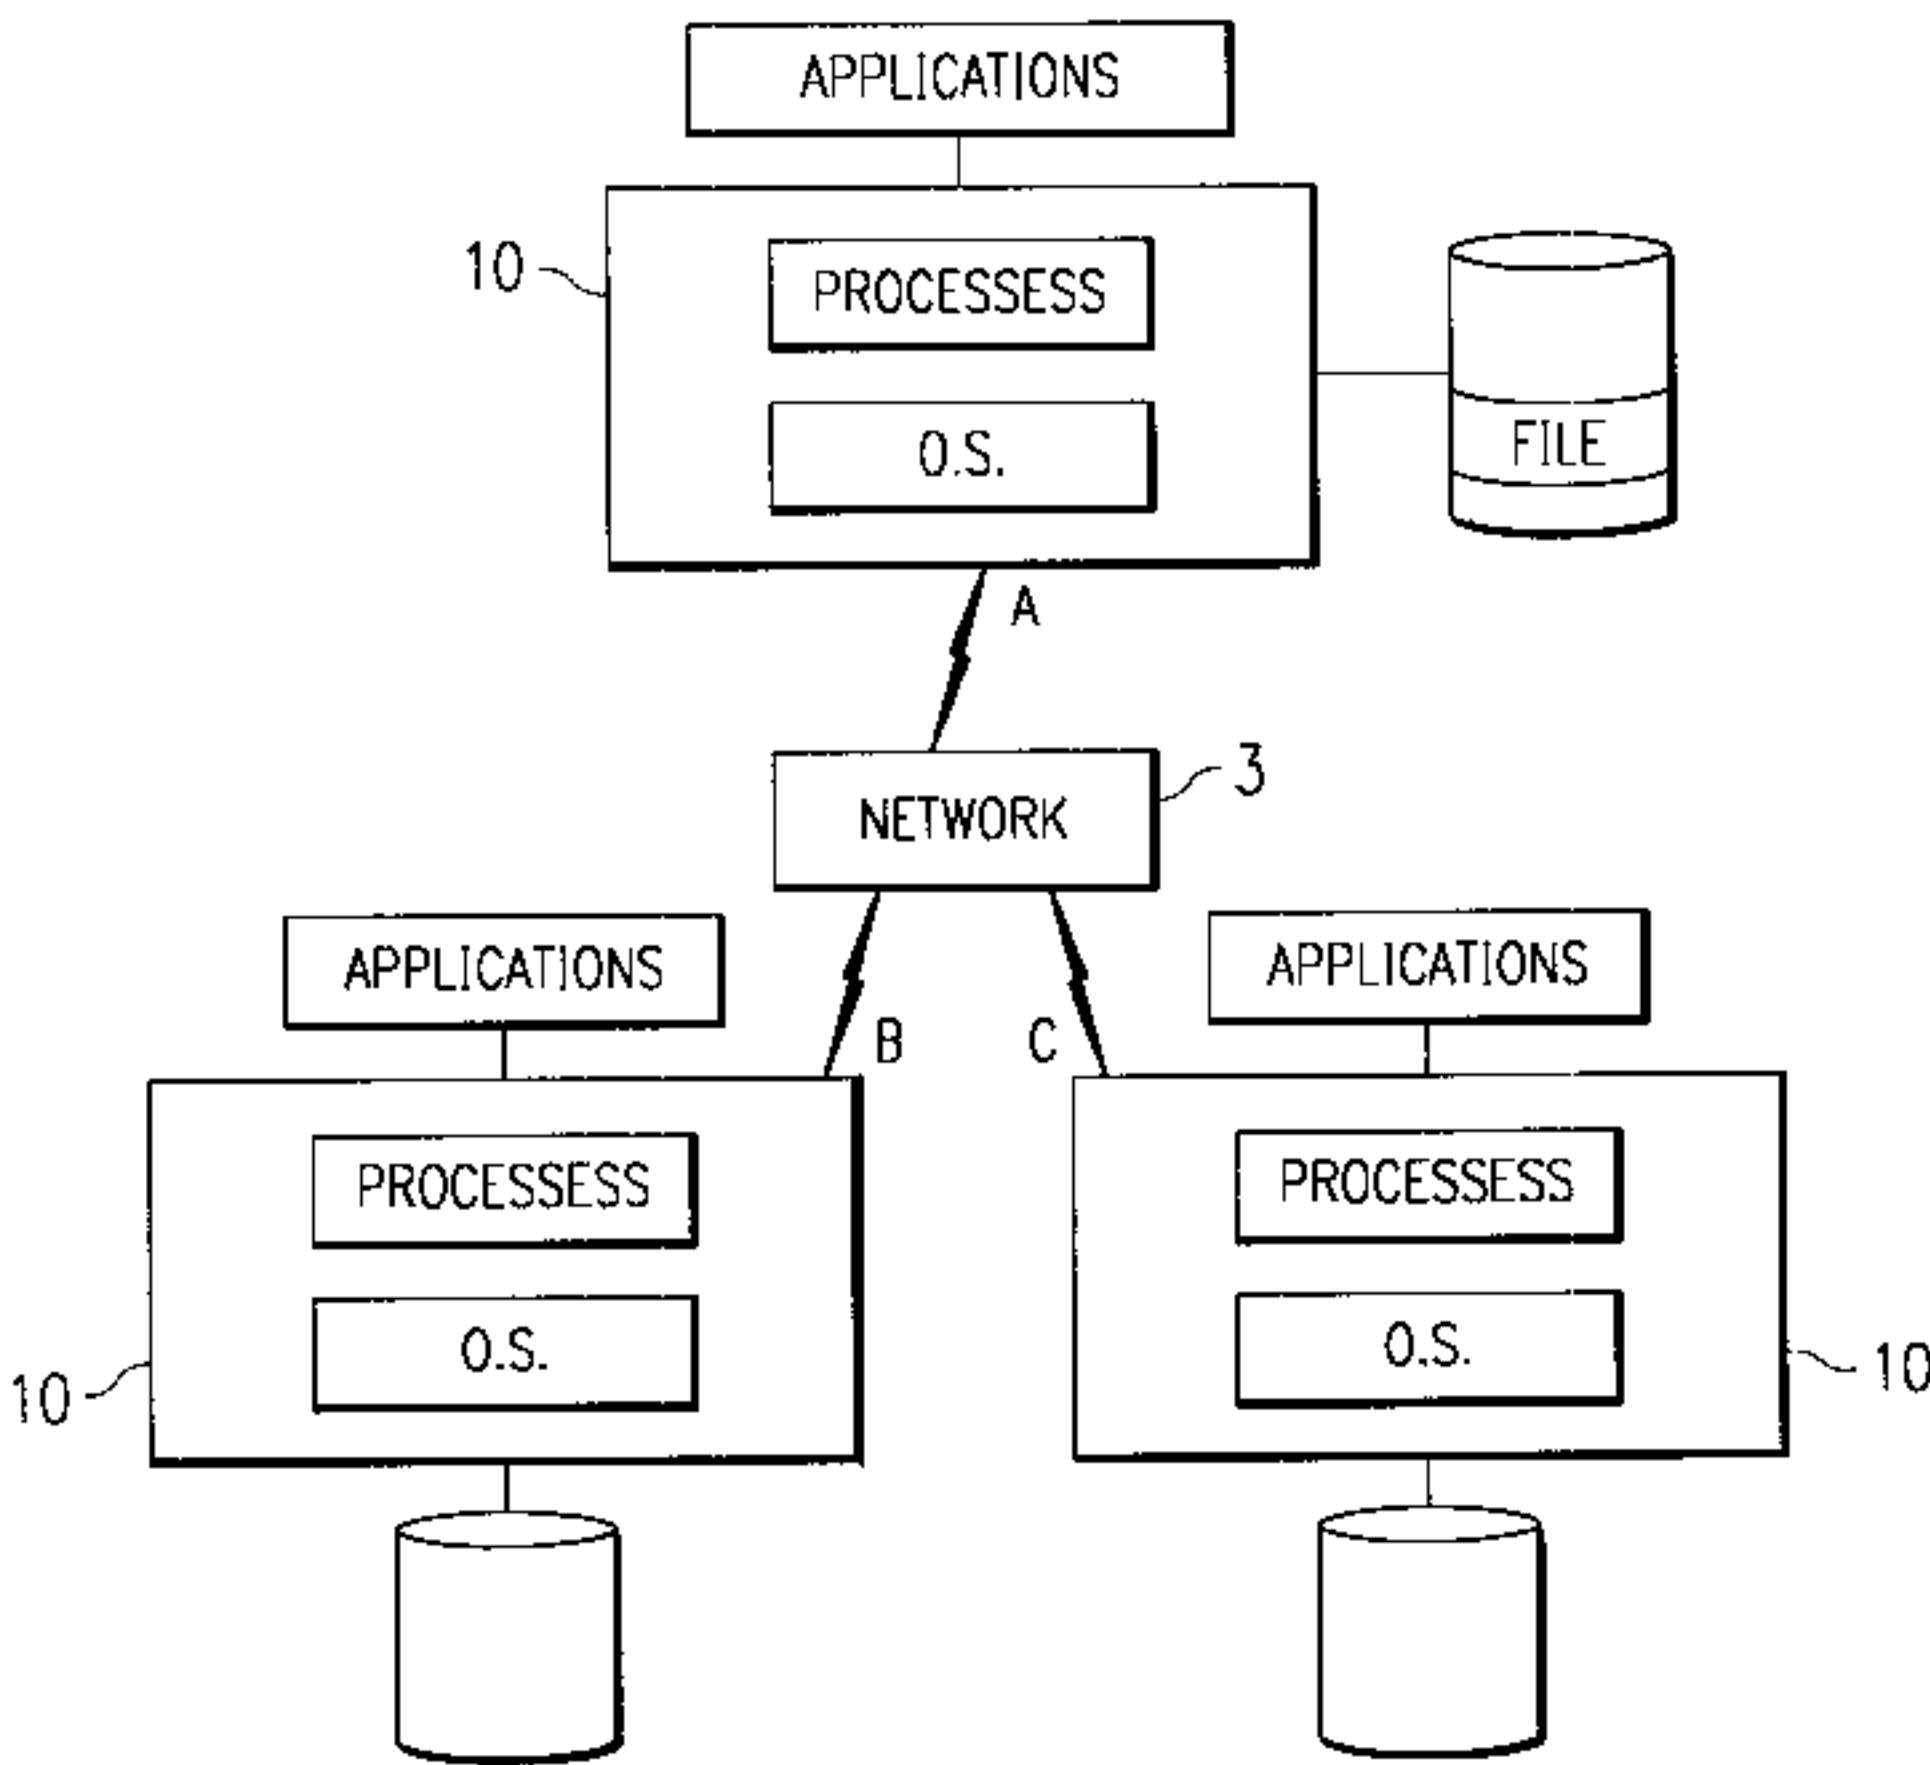 APPLICATIONS
10
PROCESSESS
O.S.
FILE
A
NETWORK
3
APPLICATIONS
B
C
APPLICATIONS
PROCESSESS
O.S.
10
PROCESSESS
O.S.
10